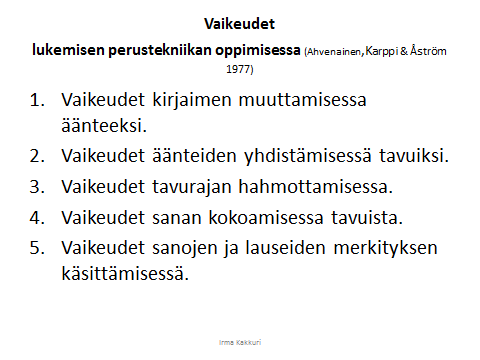 Vaikeudet
lukemisen perustekniikan oppimisessa (Ahvenainen, Karppi & Åström
1977)
1. Vaikeudet kirjaimen muuttamisessa
äänteeksi.
2. Vaikeudet äänteiden yhdistämisessä tavuiksi.
3. Vaikeudet tavurajan hahmottamisessa.
4. Vaikeudet sanan kokoamisessa tavuista.
5. Vaikeudet sanojen ja lauseiden merkityksen
käsittämisessä.
Irma Kakkuri